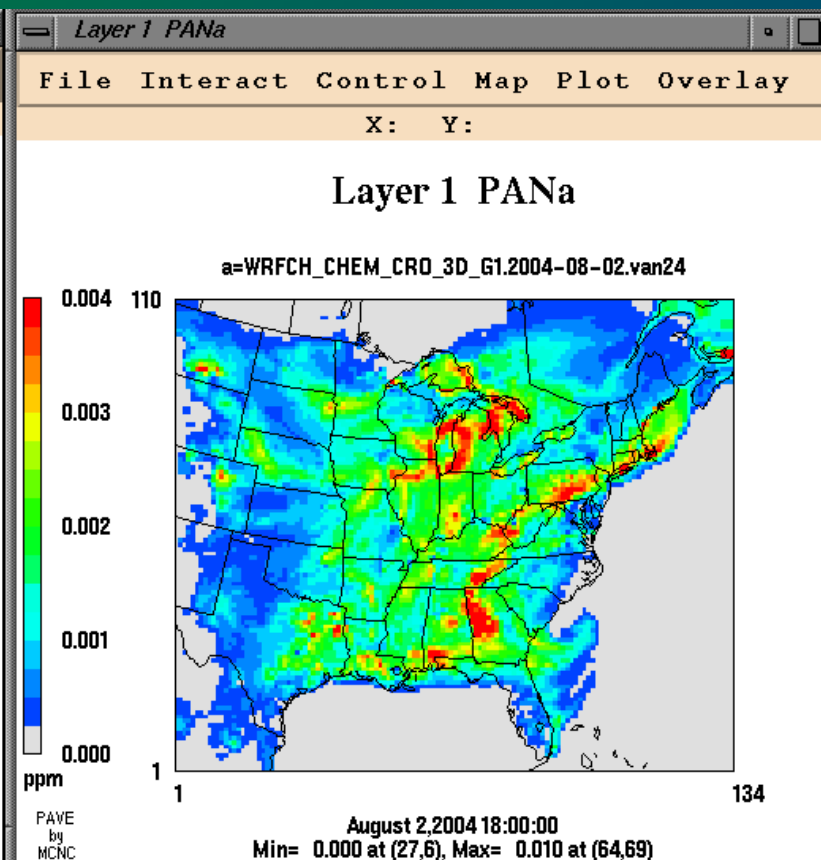 Layer 1 PANa
File Interact Control Map Plot Overlay
X: Y:
Layer 1 PANa
a=WRFCH_CHEM_CRO_3D_G1.2004-08-02.van24
0.004
0.003
0.002
0.001
0.000
ppm
110
1
1
134
PAVE
by
MCNC
August 2,2004 18:00:00
Min= 0.000 at (27,6), Max= 0.010 at (64,69)